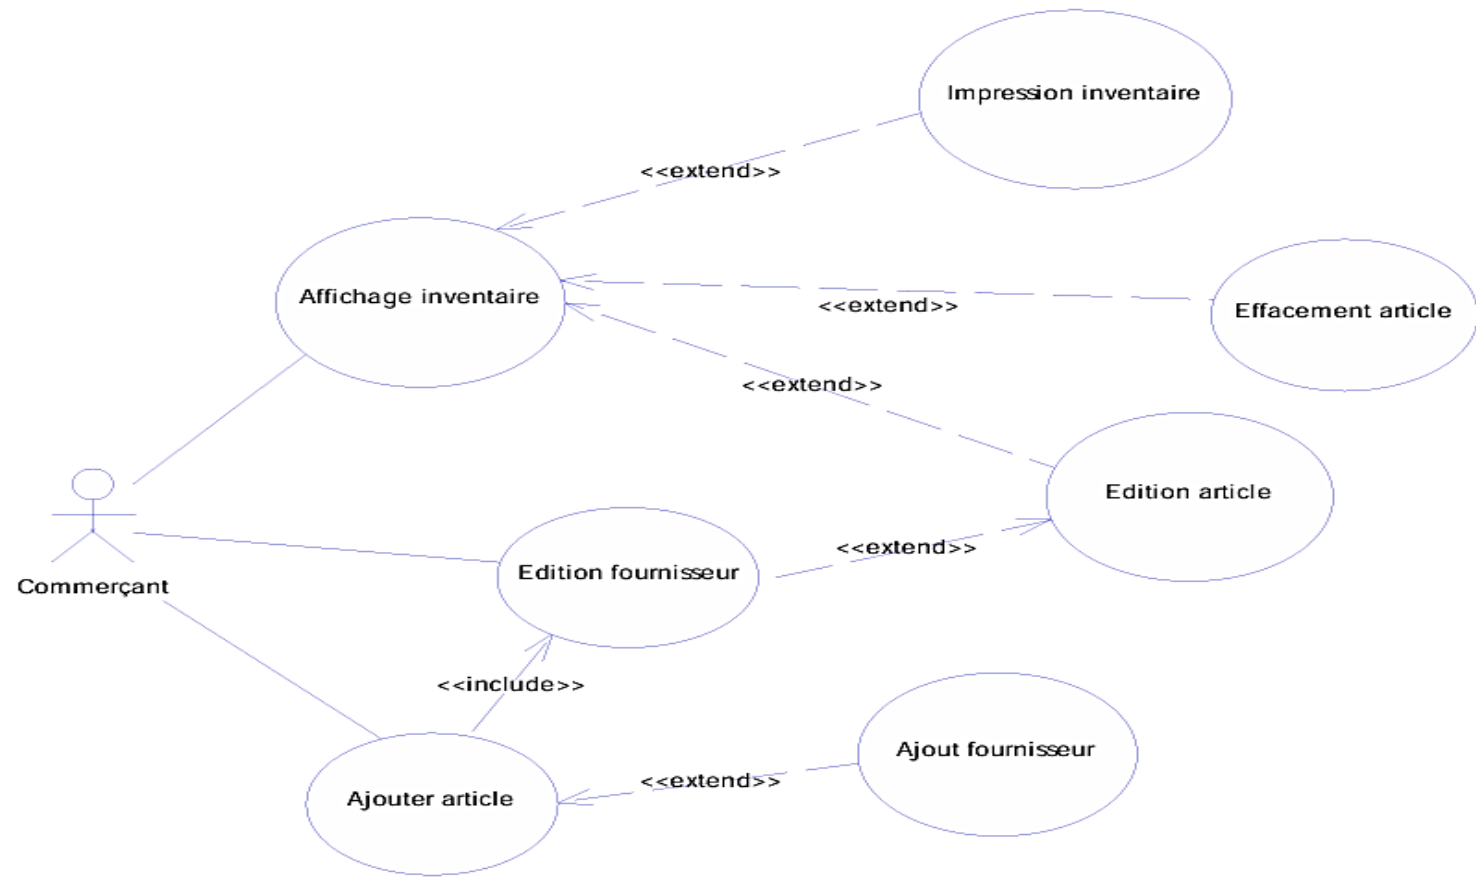 Impression inventaire
<<extend>>
Affichage inventaire
<<extend>>
Effacement article
<<extend>>
Edition article
<<extend>>
Edition fournisseur
Commerçant
<<include>>
Ajout fournisseur
<<extend>>
Ajouter article